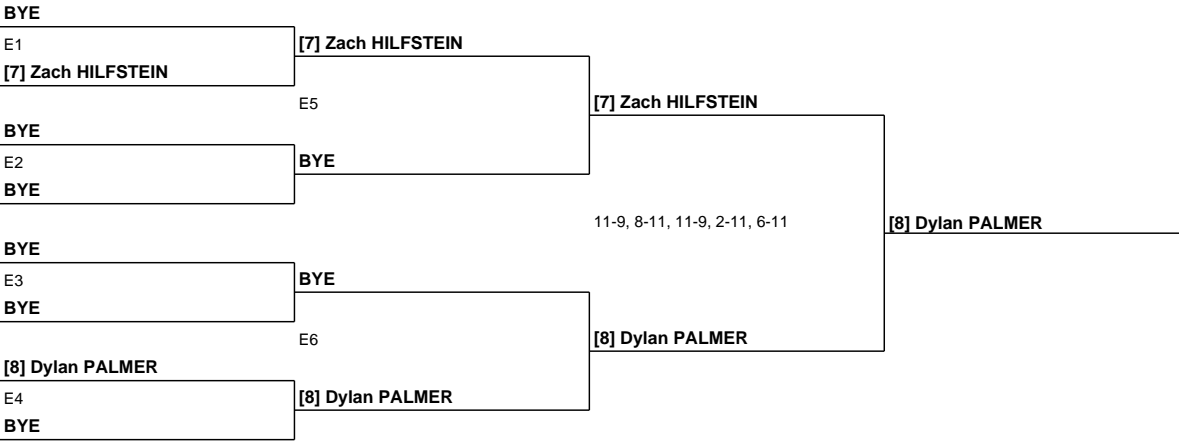 BYE
E1
[7] Zach HILFSTEIN
[7] Zach HILFSTEIN
E5
[7] Zach HILFSTEIN
BYE
E2
BYE
BYE
11-9, 8-11, 11-9, 2-11, 6-11
[8] Dylan PALMER
BYE
E3
BYE
BYE
E6
[8] Dylan PALMER
[8] Dylan PALMER
E4
[8] Dylan PALMER
BYE